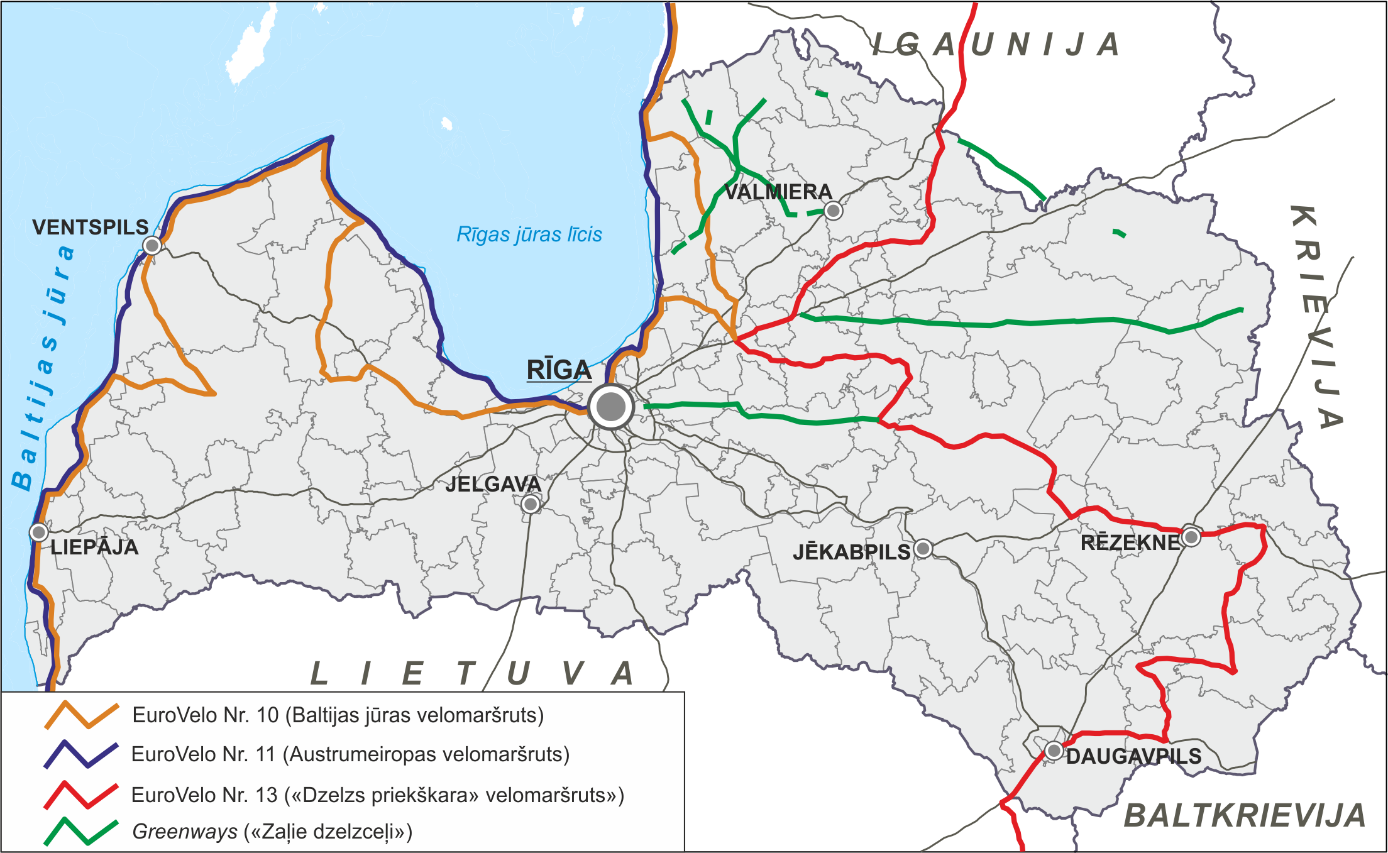 IGAUNIJA
VALMIERA
KRIEVIJA
VENTSPILS
Rīgas jūras līcis
Baltijas jūra
RĪGA
JELGAVA
LIEPĀJA
JĒKABPILS
RĒZEKNE
LIETUVA
DAUGAVPILS
BALTKRIEVIJA
EuroVelo Nr. 10 (Baltijas jūras velomaršruts)
EuroVelo Nr. 11 (Austrumeiropas velomaršruts)
EuroVelo Nr. 13 («Dzelzs priekškara» velomaršruts»)
Greenways («Zaļie dzelzceļi»)